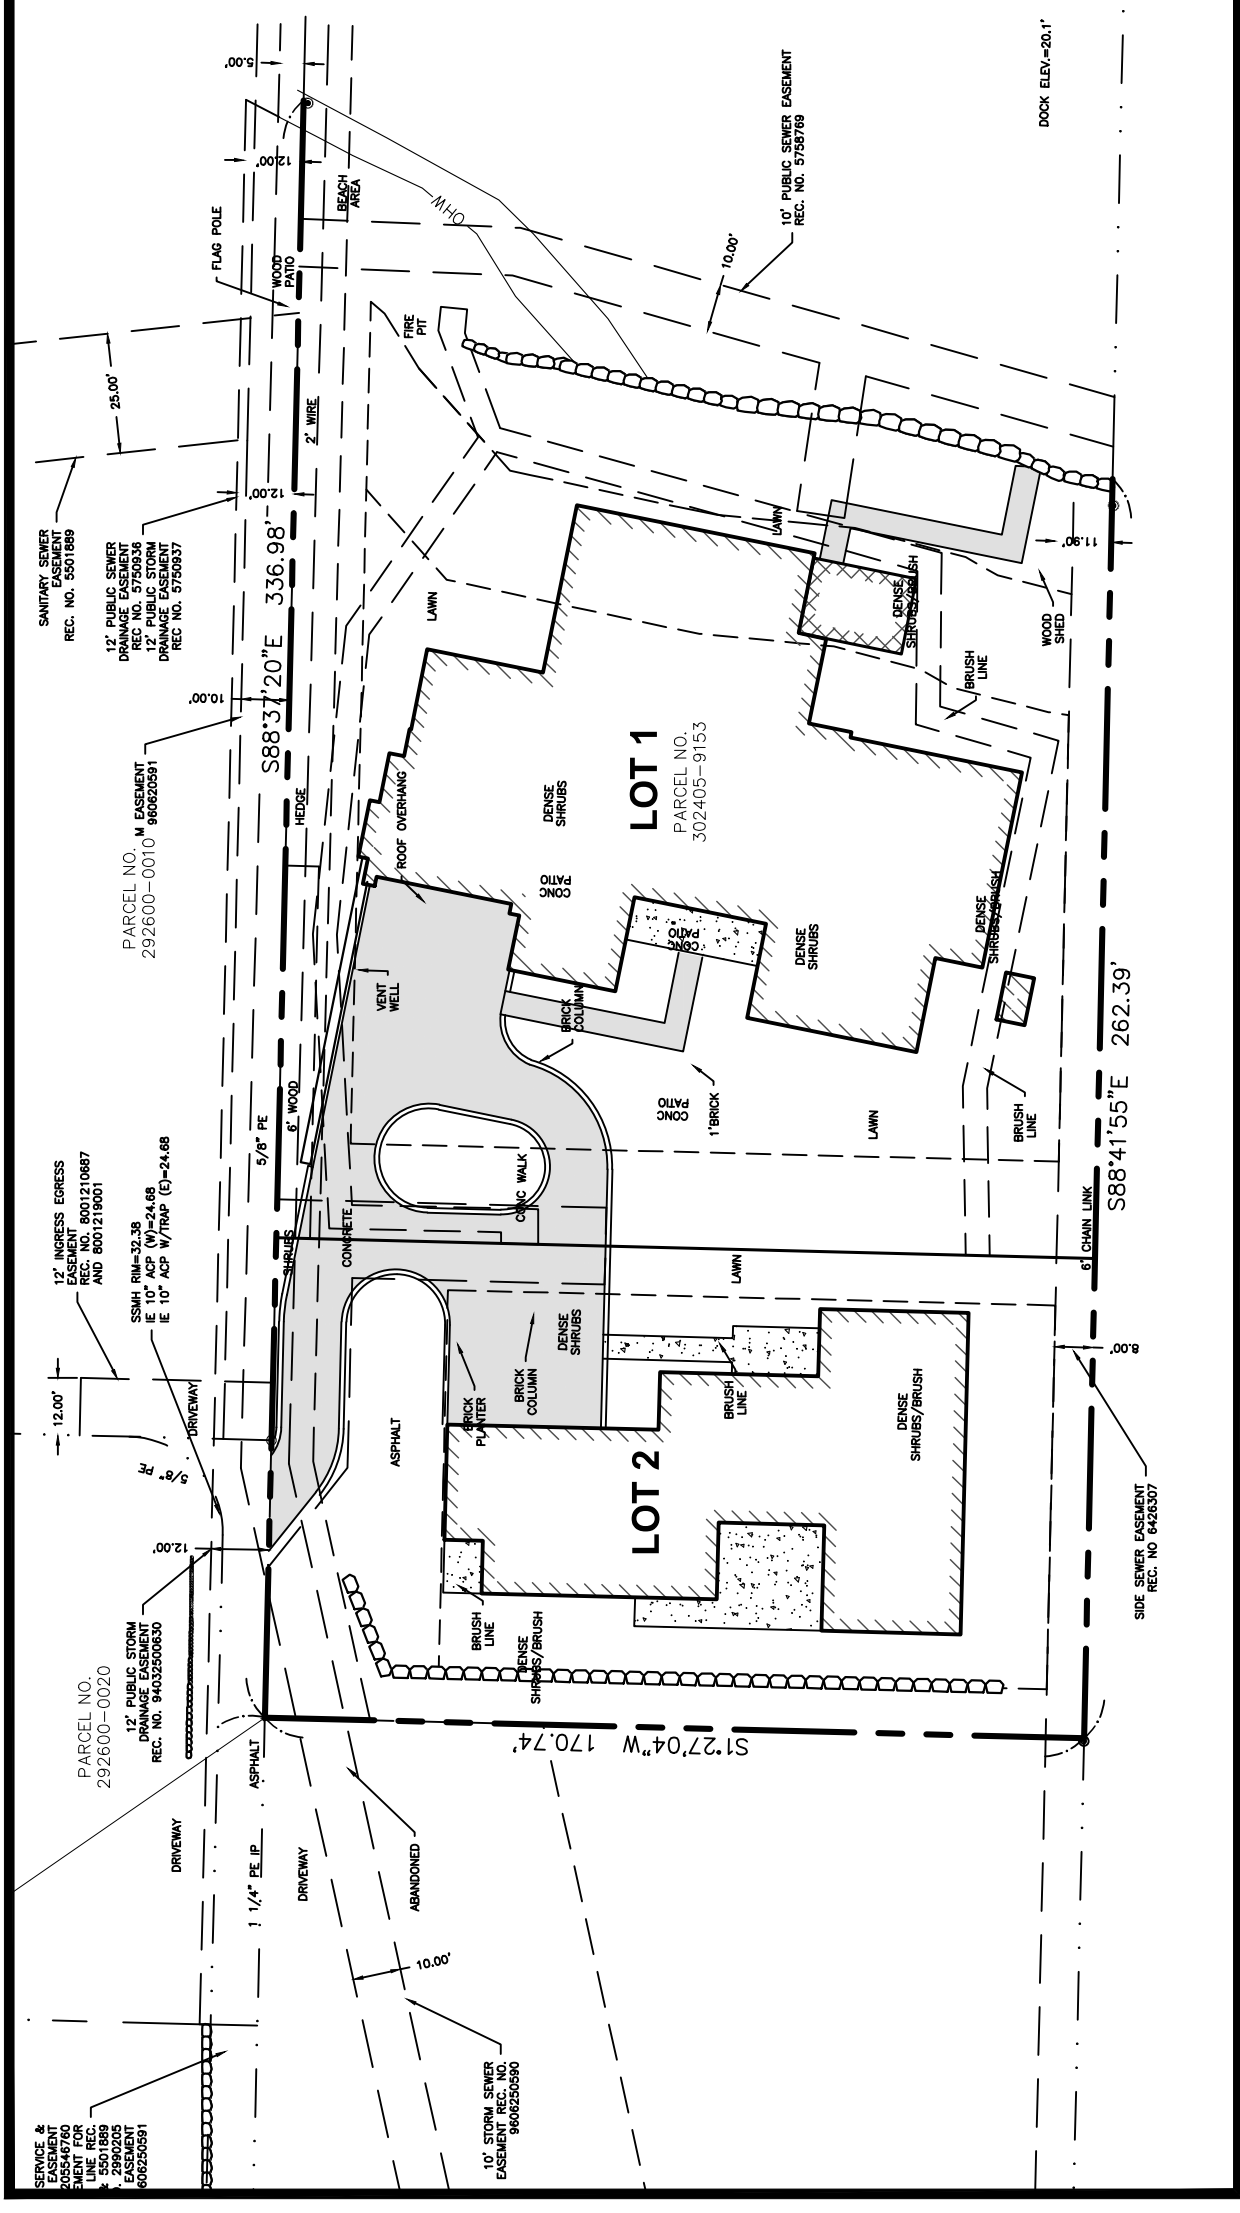 5.00'
12.00'
FLAG POLE
WOOD
PATIO
BEACH
AREA
OHW
10' PUBLIC SEWER EASEMENT
REC. NO. 5758769
10.00'
DOCK ELEV.=20.1'
25.00'
2' WIRE
FIRE
PIT
SANITARY SEWER
EASEMENT
REC. NO. 5501889
12' PUBLIC SEWER
DRAINAGE EASEMENT
REC NO. 5750936
12' PUBLIC STORM
DRAINAGE EASEMENT
REC NO. 5750937
12.00'
S88°37'20"E 336.98'
LAWN
LAWN
DENSE
SHRUBS/BRUSH
WOOD
SHED
11.90'
BRUSH
LINE
10.00'
PARCEL NO.
292600-0010
M EASEMENT
960620591
HEDGE
ROOF OVERHANG
DENSE
SHRUBS
LOT 1
PARCEL NO.
302405-9153
CONC
PATIO
CONC
PATIO
DENSE
SHRUBS
DENSE
SHRUBS/BRUSH
VENT
WELL
BRICK
COLUMN
S88°41'55"E 262.39'
CONC
PATIO
1'BRICK
LAWN
BRUSH
LINE
6' CHAIN LINK
6' WOOD
5/8" PE
12' INGRESS EGRESS
EASEMENT
REC. NO. 8001210687
AND 8001219001
SSMH RIM=32.38
IE 10" ACP (W)=24.68
IE 10" ACP W/TRAP (E)=24.68
SHRUBS
CONCRETE
CONC WALK
LAWN
12.00'
DRIVEWAY
5/8" PE
DENSE
SHRUBS
BRICK
COLUMN
BRICK
PLANTER
ASPHALT
BRUSH
LINE
DENSE
SHRUBS/BRUSH
8.00'
SIDE SEWER EASEMENT
REC. NO 6426307
LOT 2
12.00'
12' PUBLIC STORM
DRAINAGE EASEMENT
REC. NO. 9403250063​0
PARCEL NO.
292600-0020
BRUSH
LINE
DENSE
SHRUBS/BRUSH
S1°27'04"W 170.74'
ASPHALT
DRIVEWAY
1 1/4" PE IP
DRIVEWAY
ABANDONED
10.00'
10' STORM SEWER
EASEMENT REC. NO.
9606250590
SERVICE &
EASEMENT
205546760
MENT FOR
LINE REC.
& 5501889
. 2990205
EASEMENT
606250591